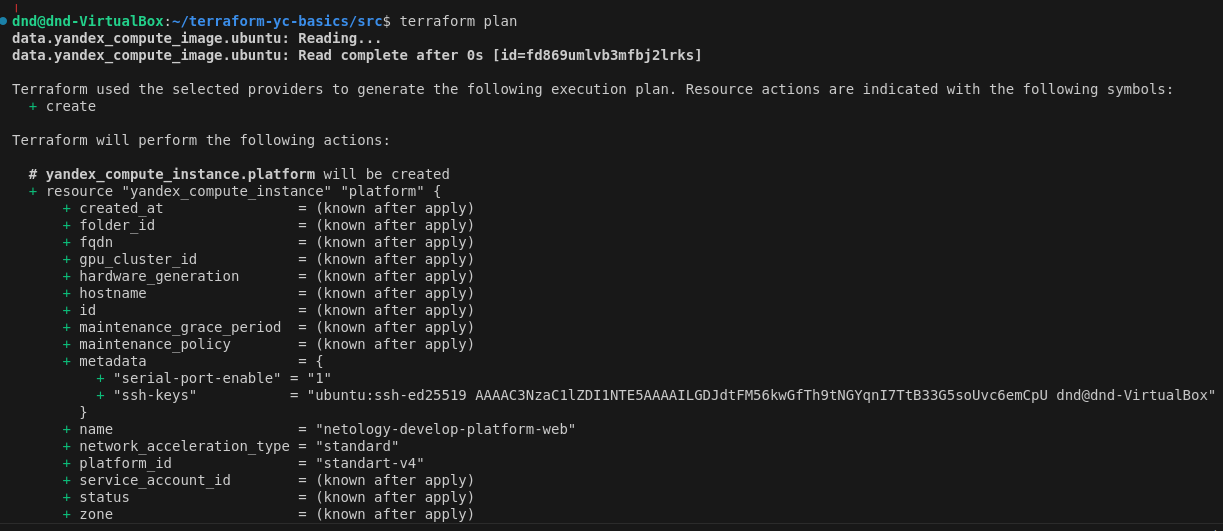 dnd@dnd-VirtualBox:~/terraform-yc-basics/src$ terraform plan
data.yandex_compute_image.ubuntu: Reading...
data.yandex_compute_image.ubuntu: Read complete after 0s [id=fd869umlvb3mfbj2lrks]

Terraform used the selected providers to generate the following execution plan. Resource actions are indicated with the following symbols:
  + create

Terraform will perform the following actions:

  # yandex_compute_instance.platform will be created
  + resource "yandex_compute_instance" "platform" {
      + created_at                = (known after apply)
      + folder_id                 = (known after apply)
      + fqdn                      = (known after apply)
      + gpu_cluster_id            = (known after apply)
      + hardware_generation       = (known after apply)
      + hostname                  = (known after apply)
      + id                        = (known after apply)
      + maintenance_grace_period  = (known after apply)
      + maintenance_policy        = (known after apply)
      + metadata                  = {
          + "serial-port-enable" = "1"
          + "ssh-keys"           = "ubuntu:ssh-ed25519 AAAAC3NzaC1lZDI1NTE5AAAAILGDJdtFM56kwGfTh9tNGYqnI7TtB33G5soUvc6emCpU dnd@dnd-VirtualBox"
        }
      + name                      = "netology-develop-platform-web"
      + network_acceleration_type = "standard"
      + platform_id               = "standart-v4"
      + service_account_id        = (known after apply)
      + status                    = (known after apply)
      + zone                      = (known after apply)